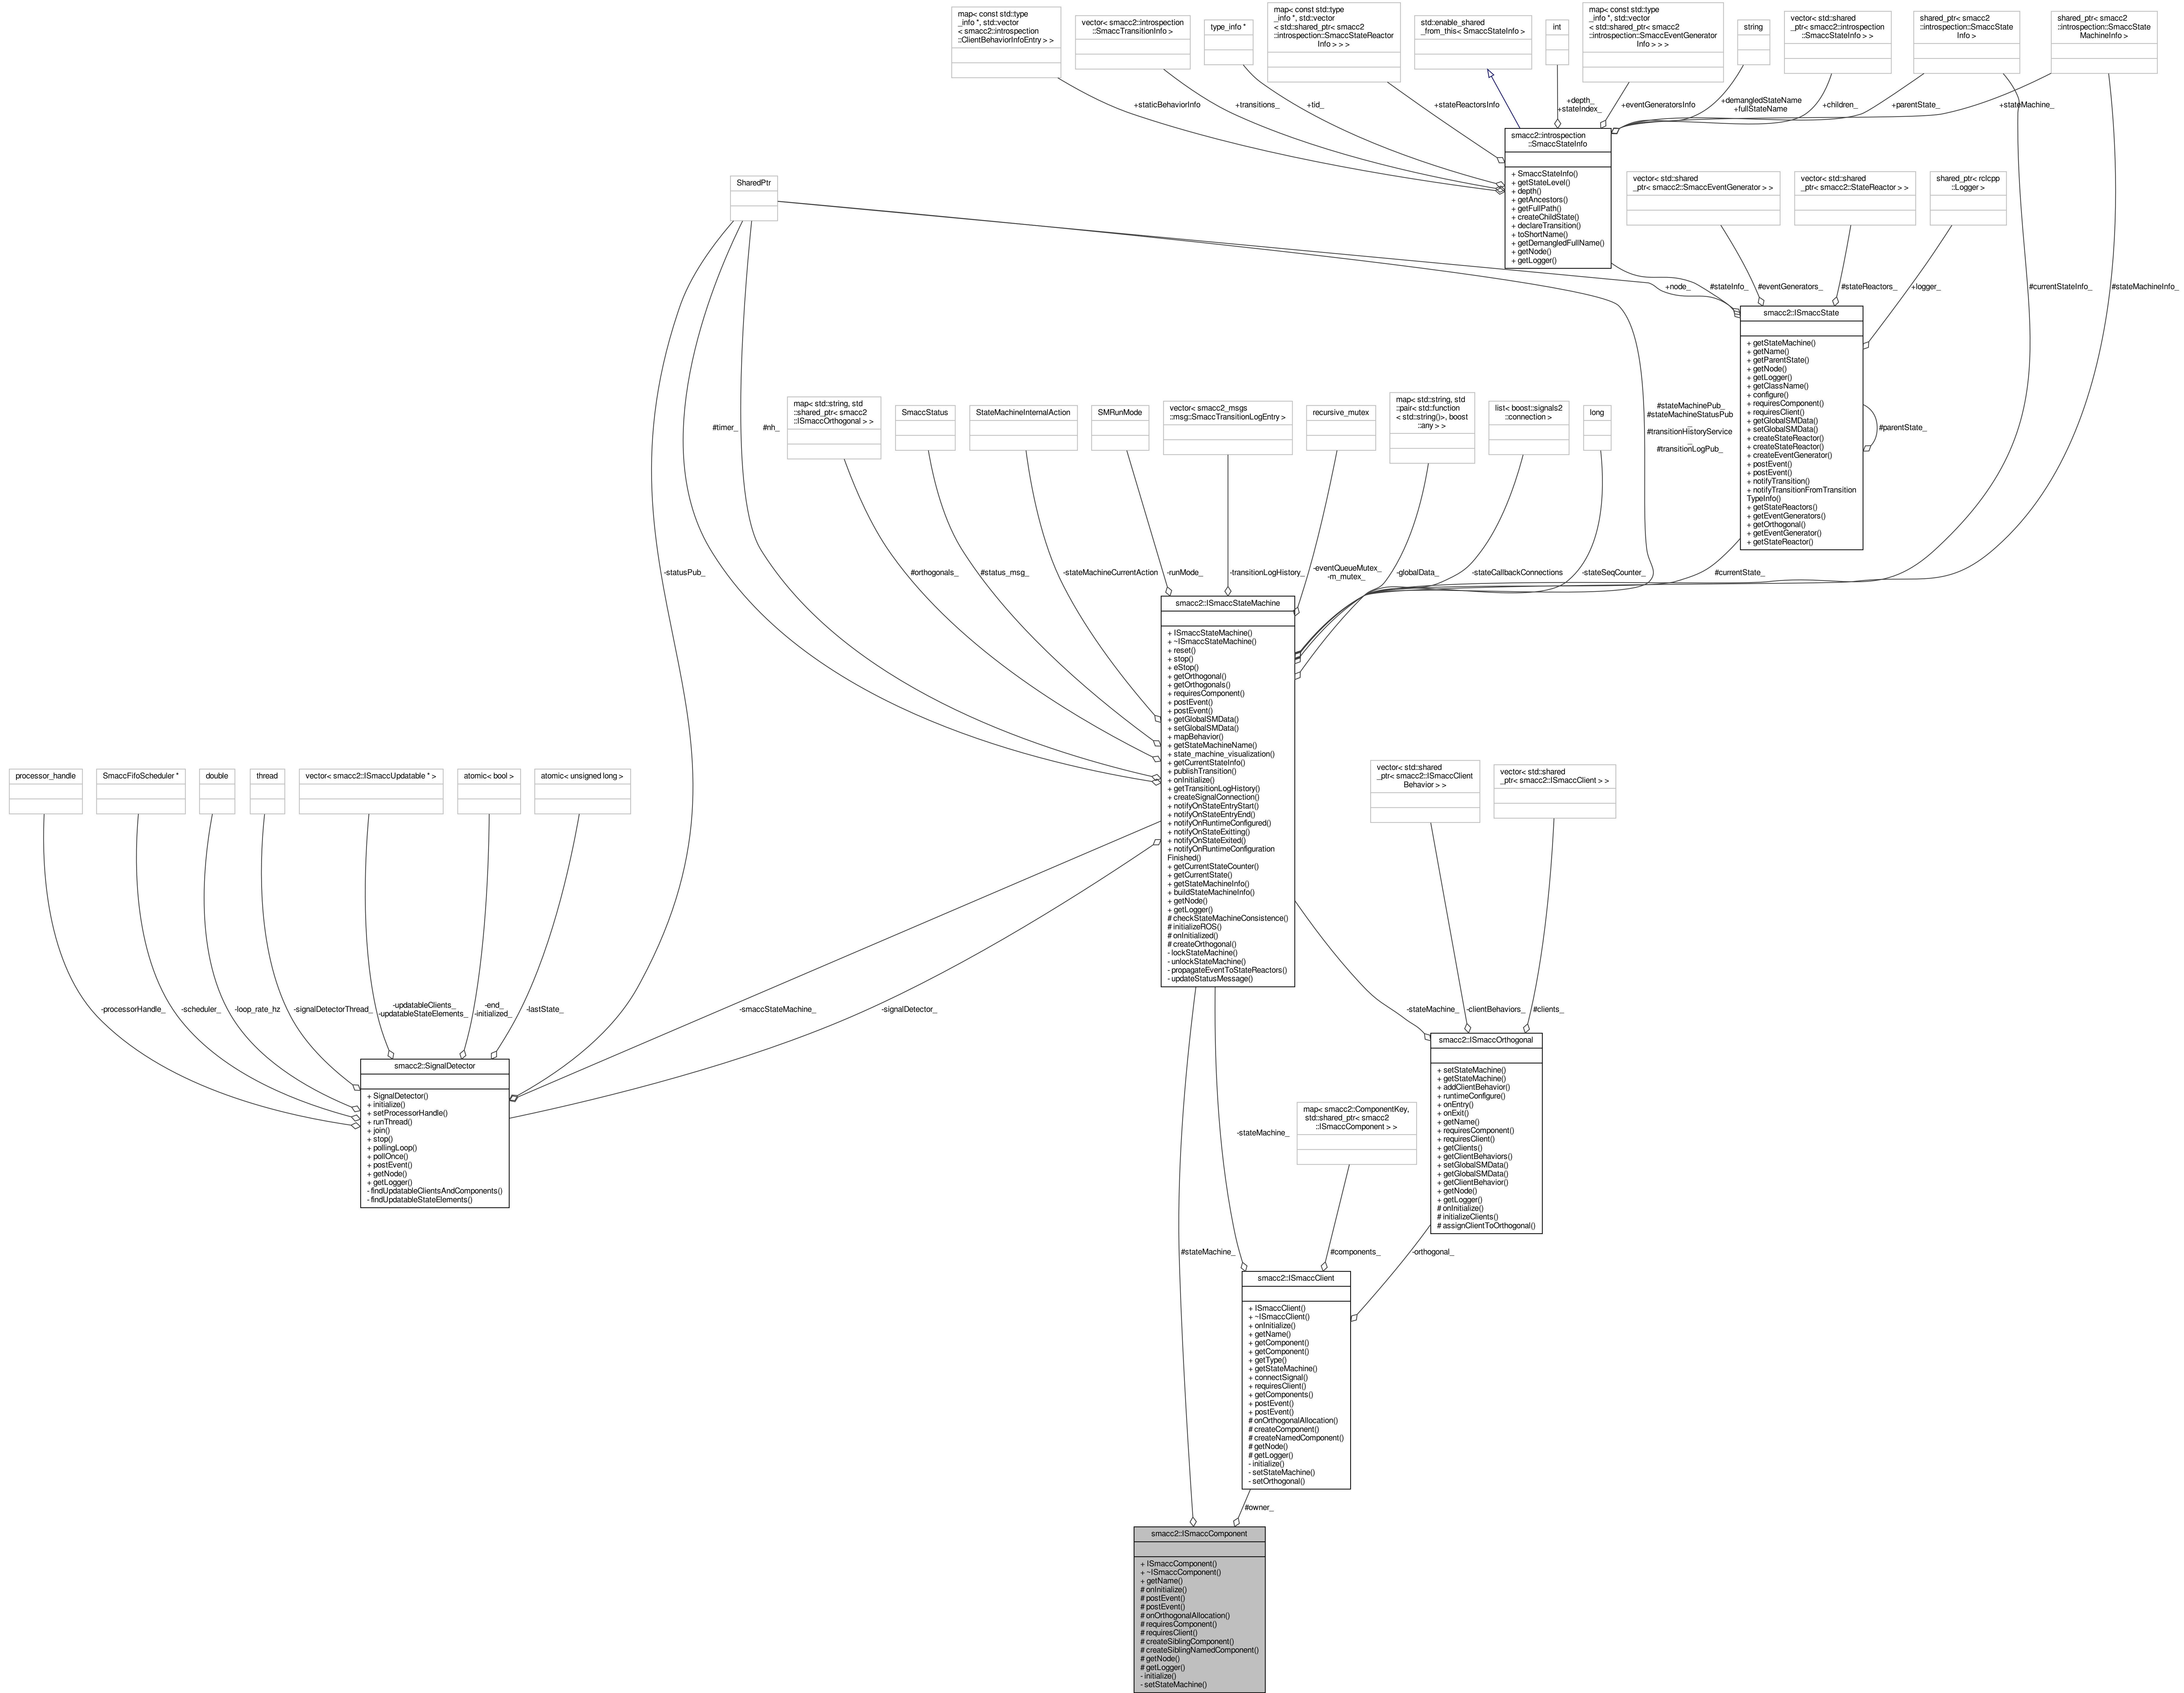 map< const std::type
_info *, std::vector
< smacc2::introspection
::ClientBehaviorInfoEntry > >
vector< smacc2::introspection
::SmaccTransitionInfo >
type_info *
map< const std::type
_info *, std::vector
< std::shared_ptr< smacc2
::introspection::SmaccStateReactor
Info > > >
std::enable_shared
_from_this< SmaccStateInfo >
int
map< const std::type
_info *, std::vector
< std::shared_ptr< smacc2
::introspection::SmaccEventGenerator
Info > > >
string
vector< std::shared
_ptr< smacc2::introspection
::SmaccStateInfo > >
shared_ptr< smacc2
::introspection::SmaccState
Info >
shared_ptr< smacc2
::introspection::SmaccState
MachineInfo >
+staticBehaviorInfo
+transitions_
+tid_
+stateReactorsInfo
+depth_
+stateIndex_
+eventGeneratorsInfo
+demangledStateName
+fullStateName
+children_
+parentState_
+stateMachine_
smacc2::introspection
::SmaccStateInfo
+ SmaccStateInfo()
+ getStateLevel()
+ depth()
+ getAncestors()
+ getFullPath()
+ createChildState()
+ declareTransition()
+ toShortName()
+ getDemangledFullName()
+ getNode()
+ getLogger()
SharedPtr
vector< std::shared
_ptr< smacc2::SmaccEventGenerator > >
vector< std::shared
_ptr< smacc2::StateReactor > >
shared_ptr< rclcpp
::Logger >
+node_
#stateInfo_
#eventGenerators_
#stateReactors_
+logger_
#currentStateInfo_
#stateMachineInfo_
smacc2::ISmaccState
+ getStateMachine()
+ getName()
+ getParentState()
+ getNode()
+ getLogger()
+ getClassName()
+ configure()
+ requiresComponent()
+ requiresClient()
+ getGlobalSMData()
+ setGlobalSMData()
+ createStateReactor()
+ createStateReactor()
+ createEventGenerator()
+ postEvent()
+ postEvent()
+ notifyTransition()
+ notifyTransitionFromTransition
TypeInfo()
+ getStateReactors()
+ getEventGenerators()
+ getOrthogonal()
+ getEventGenerator()
+ getStateReactor()
#parentState_
#timer_
#nh_
map< std::string, std
::shared_ptr< smacc2
::ISmaccOrthogonal > >
SmaccStatus
StateMachineInternalAction
SMRunMode
vector< smacc2_msgs
::msg::SmaccTransitionLogEntry >
recursive_mutex
map< std::string, std
::pair< std::function
< std::string()>, boost
::any > >
list< boost::signals2
::connection >
long
#stateMachinePub_
#stateMachineStatusPub
_
#transitionHistoryService
_
#transitionLogPub_
-statusPub_
#orthogonals_
#status_msg_
-stateMachineCurrentAction
-runMode_
-transitionLogHistory_
-eventQueueMutex_
-m_mutex_
-globalData_
-stateCallbackConnections
-stateSeqCounter_
#currentState_
smacc2::ISmaccStateMachine
+ ISmaccStateMachine()
+ ~ISmaccStateMachine()
+ reset()
+ stop()
+ eStop()
+ getOrthogonal()
+ getOrthogonals()
+ requiresComponent()
+ postEvent()
+ postEvent()
+ getGlobalSMData()
+ setGlobalSMData()
+ mapBehavior()
+ getStateMachineName()
+ state_machine_visualization()
+ getCurrentStateInfo()
+ publishTransition()
+ onInitialize()
+ getTransitionLogHistory()
+ createSignalConnection()
+ notifyOnStateEntryStart()
+ notifyOnStateEntryEnd()
+ notifyOnRuntimeConfigured()
+ notifyOnStateExitting()
+ notifyOnStateExited()
+ notifyOnRuntimeConfiguration
Finished()
+ getCurrentStateCounter()
+ getCurrentState()
+ getStateMachineInfo()
+ buildStateMachineInfo()
+ getNode()
+ getLogger()
# checkStateMachineConsistence()
# initializeROS()
# onInitialized()
# createOrthogonal()
- lockStateMachine()
- unlockStateMachine()
- propagateEventToStateReactors()
- updateStatusMessage()
processor_handle
SmaccFifoScheduler *
double
thread
vector< smacc2::ISmaccUpdatable * >
atomic< bool >
atomic< unsigned long >
vector< std::shared
_ptr< smacc2::ISmaccClient
Behavior > >
vector< std::shared
_ptr< smacc2::ISmaccClient > >
-processorHandle_
-scheduler_
-loop_rate_hz
-signalDetectorThread_
-updatableClients_
-updatableStateElements_
-end_
-initialized_
-lastState_
-smaccStateMachine_
-signalDetector_
-stateMachine_
-clientBehaviors_
#clients_
smacc2::SignalDetector
+ SignalDetector()
+ initialize()
+ setProcessorHandle()
+ runThread()
+ join()
+ stop()
+ pollingLoop()
+ pollOnce()
+ postEvent()
+ getNode()
+ getLogger()
- findUpdatableClientsAndComponents()
- findUpdatableStateElements()
smacc2::ISmaccOrthogonal
+ setStateMachine()
+ getStateMachine()
+ addClientBehavior()
+ runtimeConfigure()
+ onEntry()
+ onExit()
+ getName()
+ requiresComponent()
+ requiresClient()
+ getClients()
+ getClientBehaviors()
+ setGlobalSMData()
+ getGlobalSMData()
+ getClientBehavior()
+ getNode()
+ getLogger()
# onInitialize()
# initializeClients()
# assignClientToOrthogonal()
map< smacc2::ComponentKey,
std::shared_ptr< smacc2
::ISmaccComponent > >
-stateMachine_
#stateMachine_
#components_
-orthogonal_
smacc2::ISmaccClient
+ ISmaccClient()
+ ~ISmaccClient()
+ onInitialize()
+ getName()
+ getComponent()
+ getComponent()
+ getType()
+ getStateMachine()
+ connectSignal()
+ requiresClient()
+ getComponents()
+ postEvent()
+ postEvent()
# onOrthogonalAllocation()
# createComponent()
# createNamedComponent()
# getNode()
# getLogger()
- initialize()
- setStateMachine()
- setOrthogonal()
#owner_
smacc2::ISmaccComponent
+ ISmaccComponent()
+ ~ISmaccComponent()
+ getName()
# onInitialize()
# postEvent()
# postEvent()
# onOrthogonalAllocation()
# requiresComponent()
# requiresClient()
# createSiblingComponent()
# createSiblingNamedComponent()
# getNode()
# getLogger()
- initialize()
- setStateMachine()